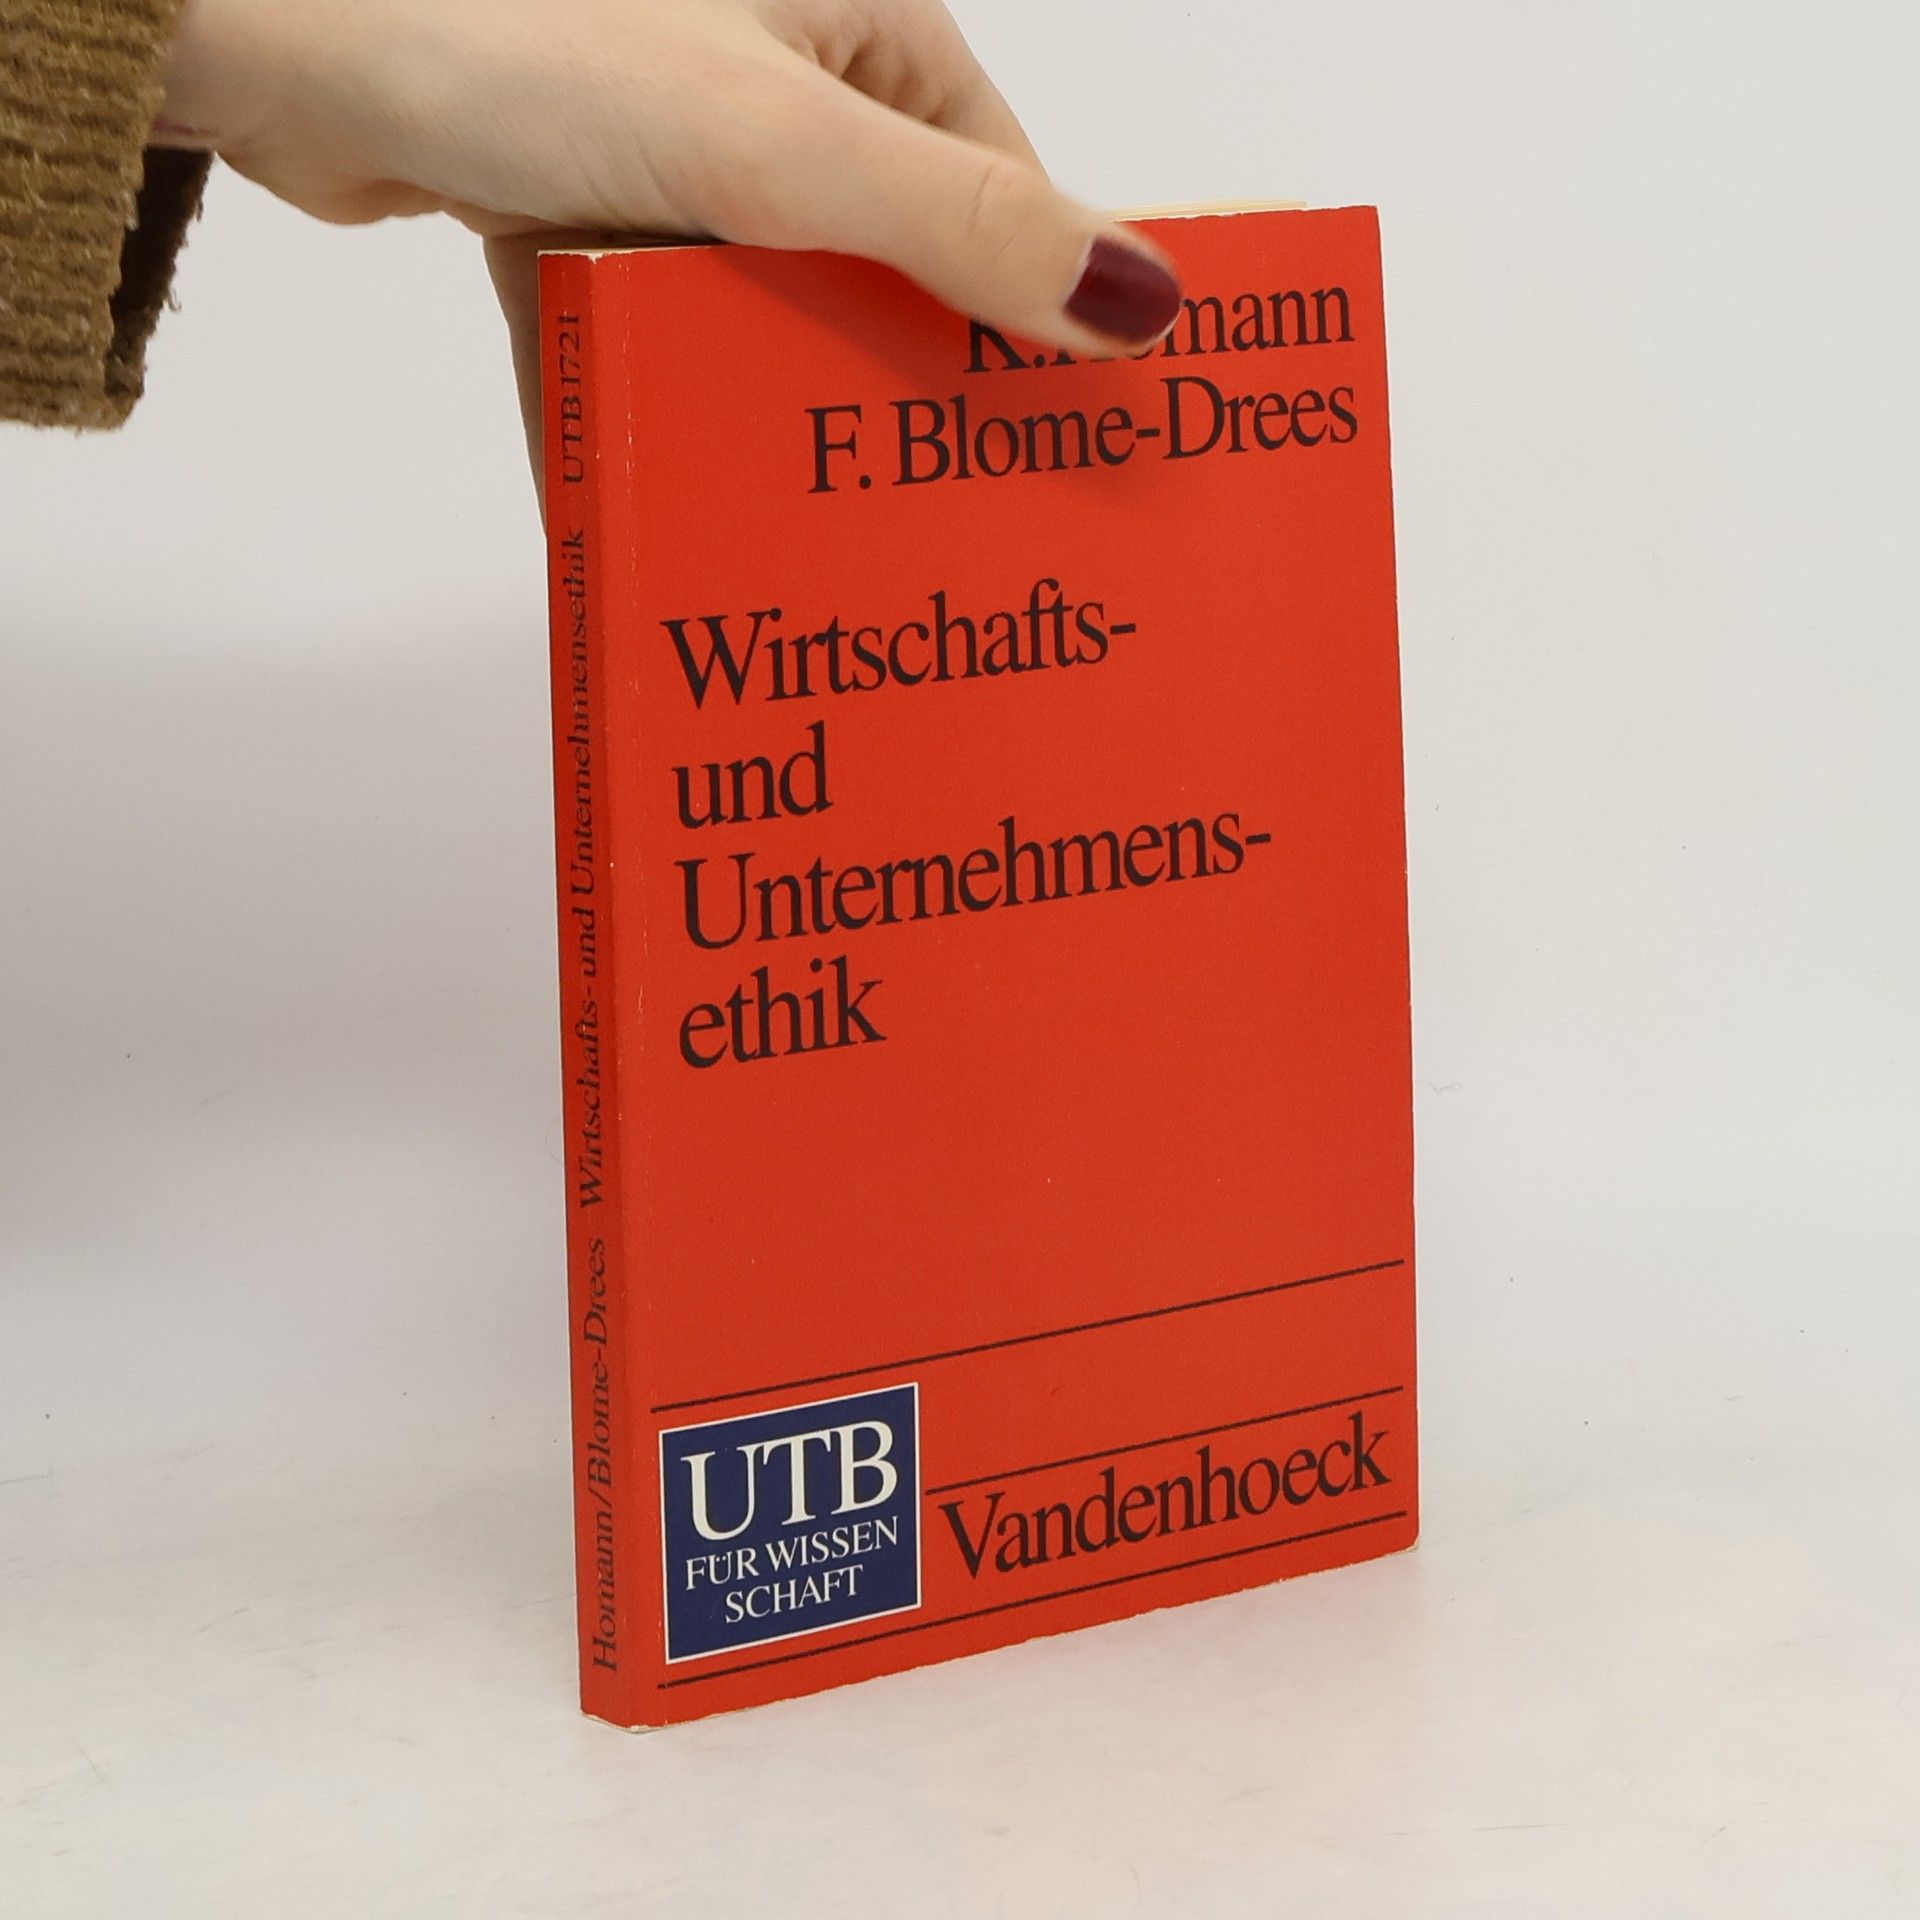 K. Homann
F. Blome-Drees
Wirtschafts-
und
Unternehmens-
ethik
UTB
FÜR WISSEN
SCHAFT
Vandenhoeck
Homann/Blome-Drees Wirtschafts- und Unternehmensethik UTB 1721